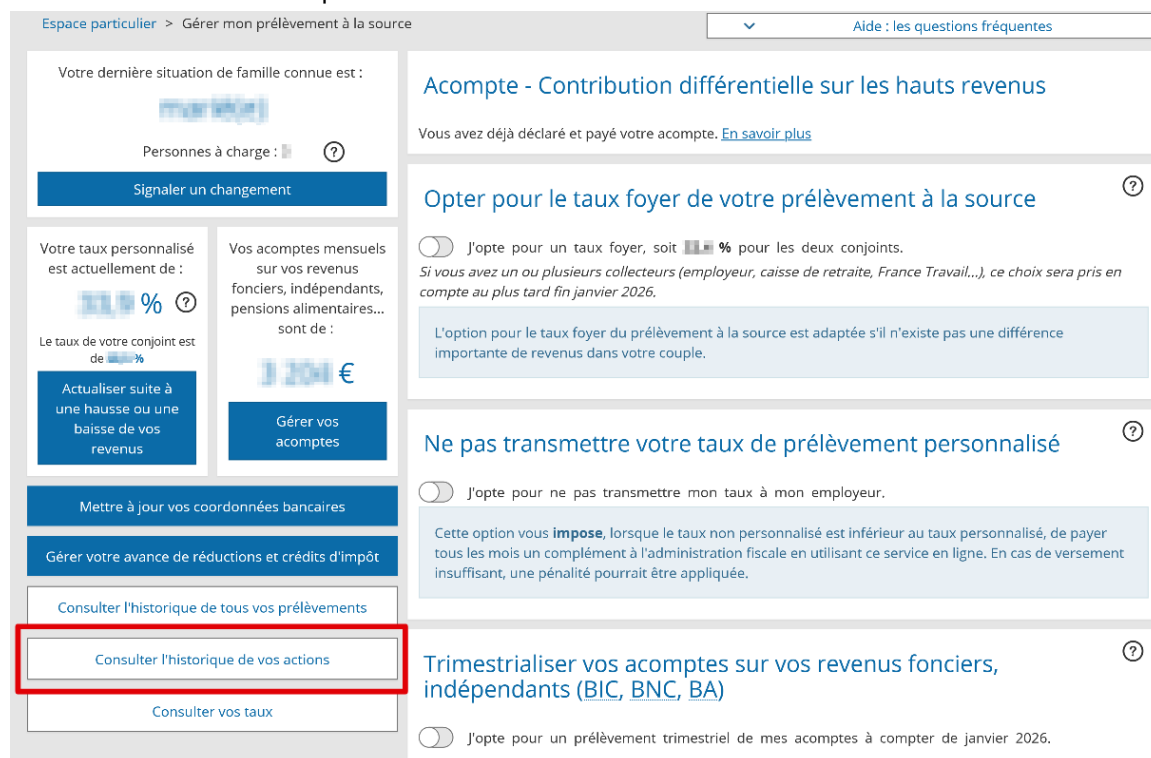 Espace particulier > Gérer mon prélèvement à la source
Aide : les questions fréquentes
Votre dernière situation de famille connue est :
Personnes à charge :
?
Signaler un changement
Votre taux personnalisé
est actuellement de :
% ?
Le taux de votre conjoint est
de %
Actualiser suite à
une hausse ou une
baisse de vos
revenus
Vos acomptes mensuels
sur vos revenus
fonciers, indépendants,
pensions alimentaires...
sont de :
€
Gérer vos
acomptes
Mettre à jour vos coordonnées bancaires
Gérer votre avance de réductions et crédits d'impôt
Consulter l'historique de tous vos prélèvements
Consulter l'historique de vos actions
Consulter vos taux
Acompte - Contribution différentielle sur les hauts revenus
Vous avez déjà déclaré et payé votre acompte. En savoir plus
Opter pour le taux foyer de votre prélèvement à la source
?
J'opte pour un taux foyer, soit % pour les deux conjoints.
Si vous avez un ou plusieurs collecteurs (employeur, caisse de retraite, France Travail...), ce choix sera pris en
compte au plus tard fin janvier 2026.
L'option pour le taux foyer du prélèvement à la source est adaptée s'il n'existe pas une différence
importante de revenus dans votre couple.
Ne pas transmettre votre taux de prélèvement personnalisé
?
J'opte pour ne pas transmettre mon taux à mon employeur.
Cette option vous impose, lorsque le taux non personnalisé est inférieur au taux personnalisé, de payer
tous les mois un complément à l'administration fiscale en utilisant ce service en ligne. En cas de versement
insuffisant, une pénalité pourrait être appliquée.
Trimestrialiser vos acomptes sur vos revenus fonciers,
indépendants (BIC, BNC, BA)
?
J'opte pour un prélèvement trimestriel de mes acomptes à compter de janvier 2026.